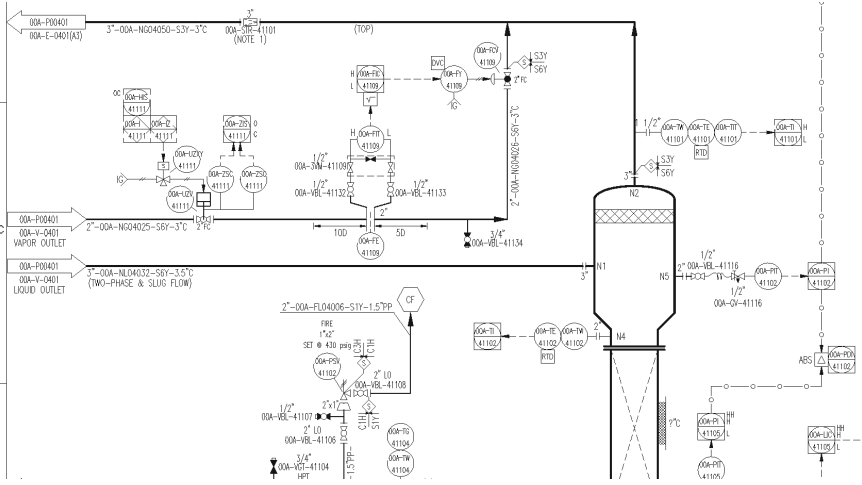 00A-P00401
00A-E-0401(A3)
3"-00A-NG04050-S3Y-3°C
3"
00A-STR-41101
(NOTE 1)
(TOP)
00A-FCV
41109
S3Y
S6Y
2" FC
DVC
H
L
00A-FIC
41109
00A-FY
41109
IG
√
OC
00A-HIS
41111
00A-I
41111
00A-IZ
41111
00A-ZIS
41111
O
C
H
00A-FIT
41109
L
1/2"
00A-3VM-41109
1/2"
00A-VBL-41132
1/2"
00A-VBL-41133
S
00A-UZXY
41111
IG
00A-UZV
41111
00A-ZSC
41111
00A-ZSO
41111
2"-00A-NG04026-S6Y-3°C
1 1/2"
00A-TW
41101
00A-TE
41101
00A-TIT
41101
RTD
00A-TI
41101
H
L
S
S3Y
S6Y
3"
N2
00A-P00401
00A-V-0401
VAPOR OUTLET
2"-00A-NG04025-S6Y-3°C
2"FC
10D
5D
2"
00A-FE
41109
3/4"
00A-VBL-41134
00A-P00401
00A-V-0401
LIQUID OUTLET
3"-00A-NL04032-S6Y-3.5°C
(TWO-PHASE & SLUG FLOW)
3"
N1
N5
2"
1/2"
00A-VBL-41116
1/2"
00A-GV-41116
00A-PIT
41102
00A-PI
41102
CF
2"-00A-FL04006-S1Y-1.5°PP
FIRE
1"x2"
SET @ 430 psig
C3H
C1H
S
00A-PSV
41102
2" LO
00A-VBL-41108
2"x1"
S
C1H
S1Y
1/2"
00A-VBL-41107
2" LO
00A-VBL-41106
3/4"
00A-VGT-41104
HPT
-1.5°PP-
00A-TG
41104
00A-TW
41104
00A-TI
41102
00A-TE
41102
00A-TW
41102
RTD
2"
N4
?°C
ABS
00A-PDN
41102
00A-PI
41105
HH
H
L
00A-PIT
41105
00A-LIC
41105
HH
H
L